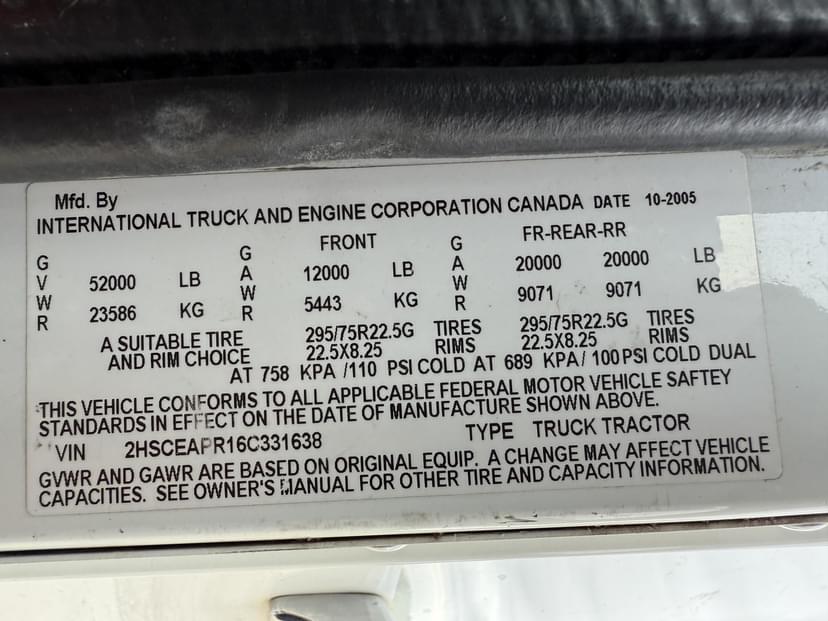 Mfd. By
INTERNATIONAL TRUCK AND ENGINE CORPORATION CANADA DATE 10-2005
FRONT FR-REAR-RR
GVWR 52000 LB GAWR 12000 LB GAWR 20000 20000 LB
23586 KG 5443 KG 9071 9071 KG
A SUITABLE TIRE 295/75R22.5G TIRES 295/75R22.5G TIRES
AND RIM CHOICE 22.5X8.25 RIMS 22.5X8.25 RIMS
AT 758 KPA /110 PSI COLD AT 689 KPA/ 100 PSI COLD DUAL
THIS VEHICLE CONFORMS TO ALL APPLICABLE FEDERAL MOTOR VEHICLE SAFTEY
STANDARDS IN EFFECT ON THE DATE OF MANUFACTURE SHOWN ABOVE.
VIN 2HSCEAPR16C331638 TYPE TRUCK TRACTOR
GVWR AND GAWR ARE BASED ON ORIGINAL EQUIP. A CHANGE MAY AFFECT VEHICLE
CAPACITIES. SEE OWNER'S MANUAL FOR OTHER TIRE AND CAPACITY INFORMATION.